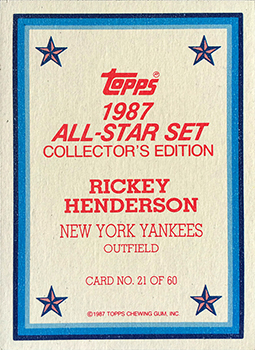 Topps®
1987
ALL-STAR SET
COLLECTOR'S EDITION
RICKEY
HENDERSON
NEW YORK YANKEES
OUTFIELD
CARD NO. 21 OF 60
©1987 TOPPS CHEWING GUM, INC.